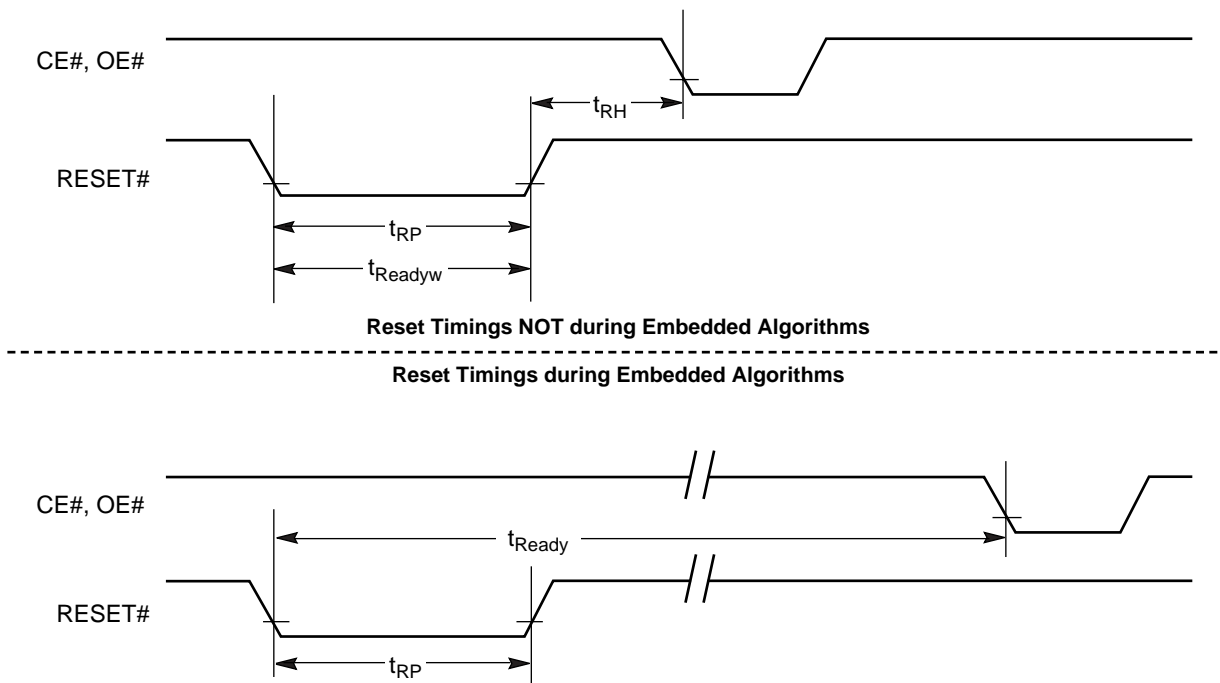 CE#, OE#
tRH
RESET#
tRP
tReadyw
Reset Timings NOT during Embedded Algorithms
Reset Timings during Embedded Algorithms
CE#, OE#
tReady
RESET#
tRP